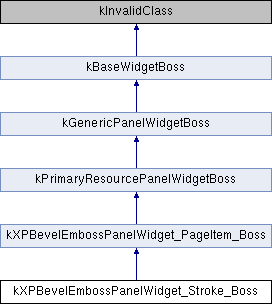 kInvalidClass
kBaseWidgetBoss
kGenericPanelWidgetBoss
kPrimaryResourcePanelWidgetBoss
kXPBevelEmbossPanelWidget_PageItem_Boss
kXPBevelEmbossPanelWidget_Stroke_Boss